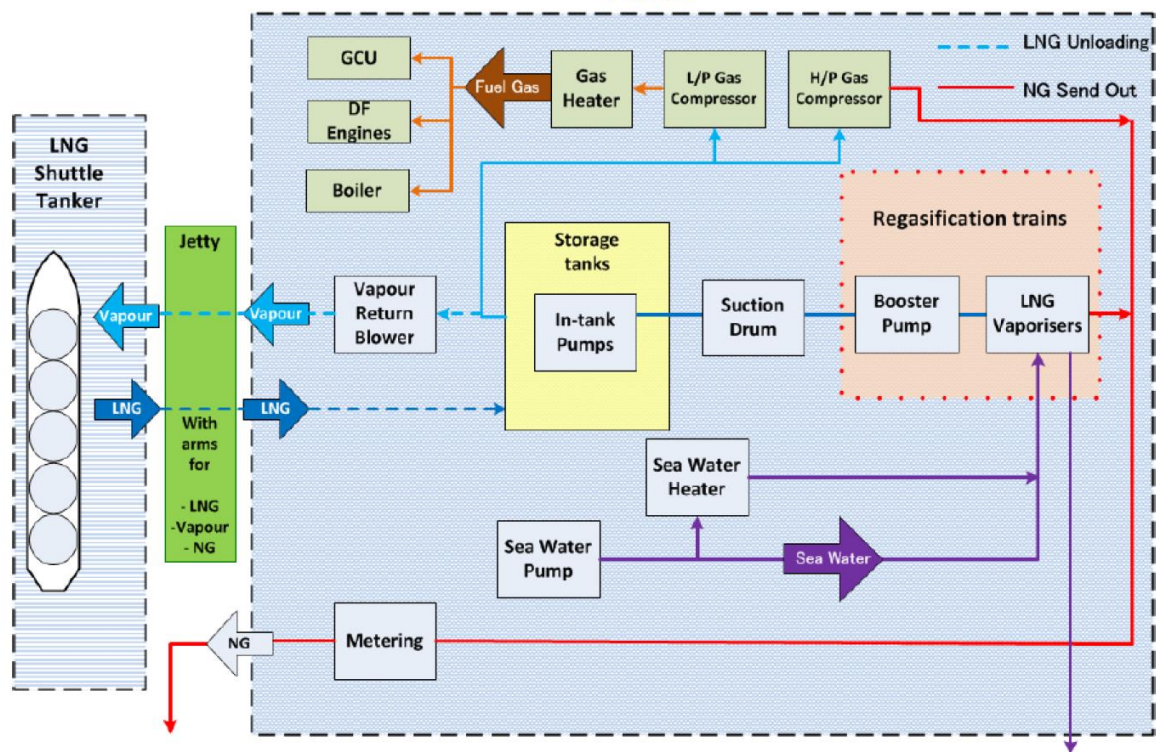 GCU
DF
Engines
Boiler
Fuel Gas
Gas
Heater
L/P Gas
Compressor
H/P Gas
Compressor
LNG Unloading
NG Send Out
LNG
Shuttle
Tanker
Jetty
With
arms
for
- LNG
-Vapour
- NG
Vapour
Vapour
Vapour
Return
Blower
Storage
tanks
In-tank
Pumps
Suction
Drum
Regasification trains
Booster
Pump
LNG
Vaporisers
LNG
LNG
Sea Water
Heater
Sea Water
Pump
Sea Water
NG
Metering